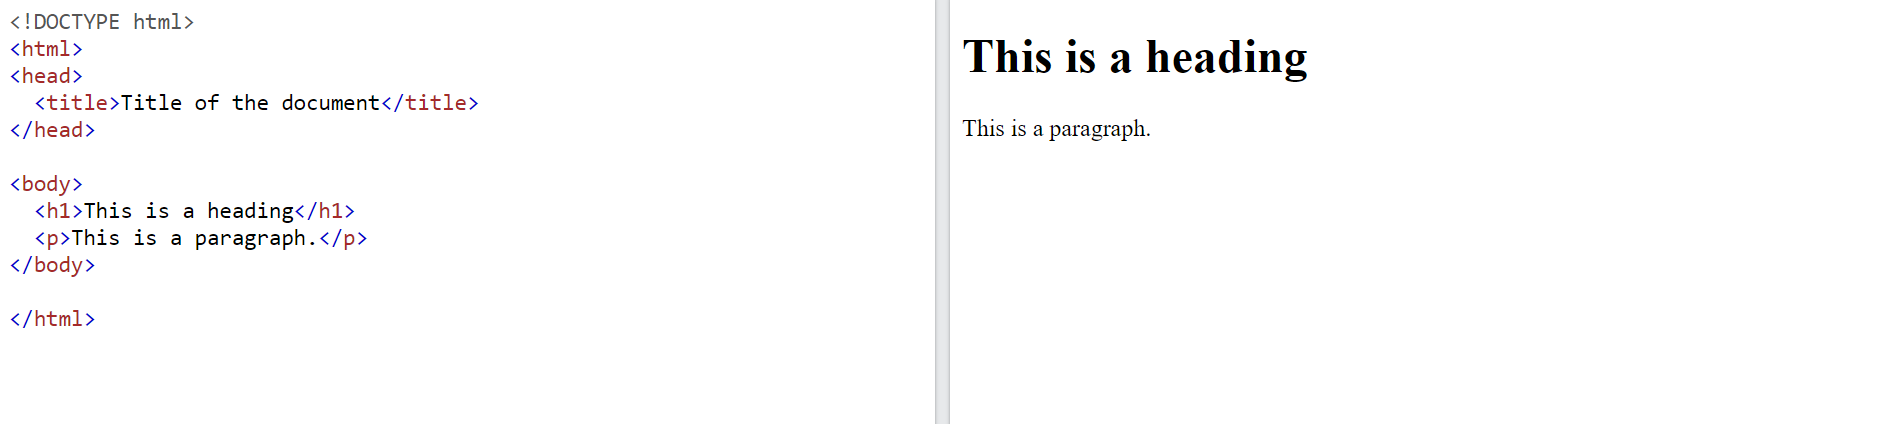 <!DOCTYPE html>
<html>
<head>
  <title>Title of the document</title>
</head>

<body>
  <h1>This is a heading</h1>
  <p>This is a paragraph.</p>
</body>

</html>
This is a heading
This is a paragraph.